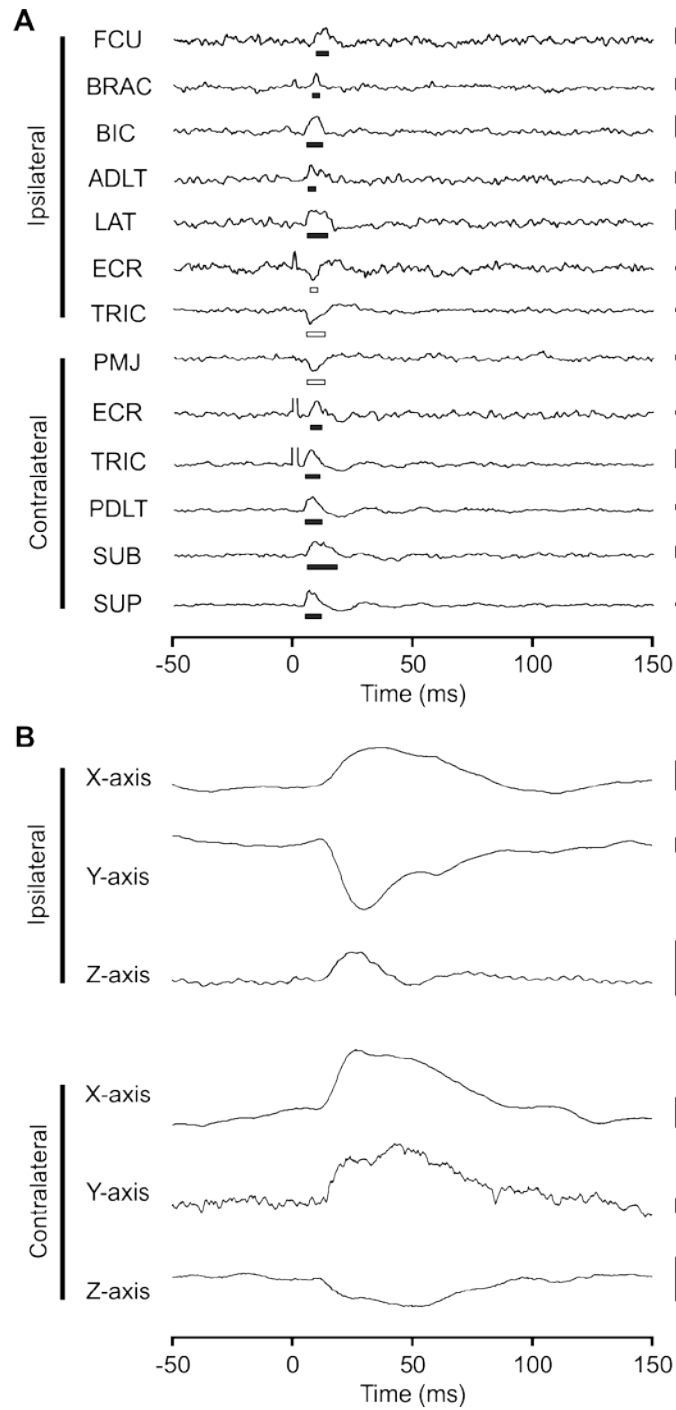 A
Ipsilateral
FCU
BRAC
BIC
ADLT
LAT
ECR
TRIC
Contralateral
PMJ
ECR
TRIC
PDLT
SUB
SUP
-50 0 50 100 150
Time (ms)
B
Ipsilateral
X-axis
Y-axis
Z-axis
Contralateral
X-axis
Y-axis
Z-axis
-50 0 50 100 150
Time (ms)